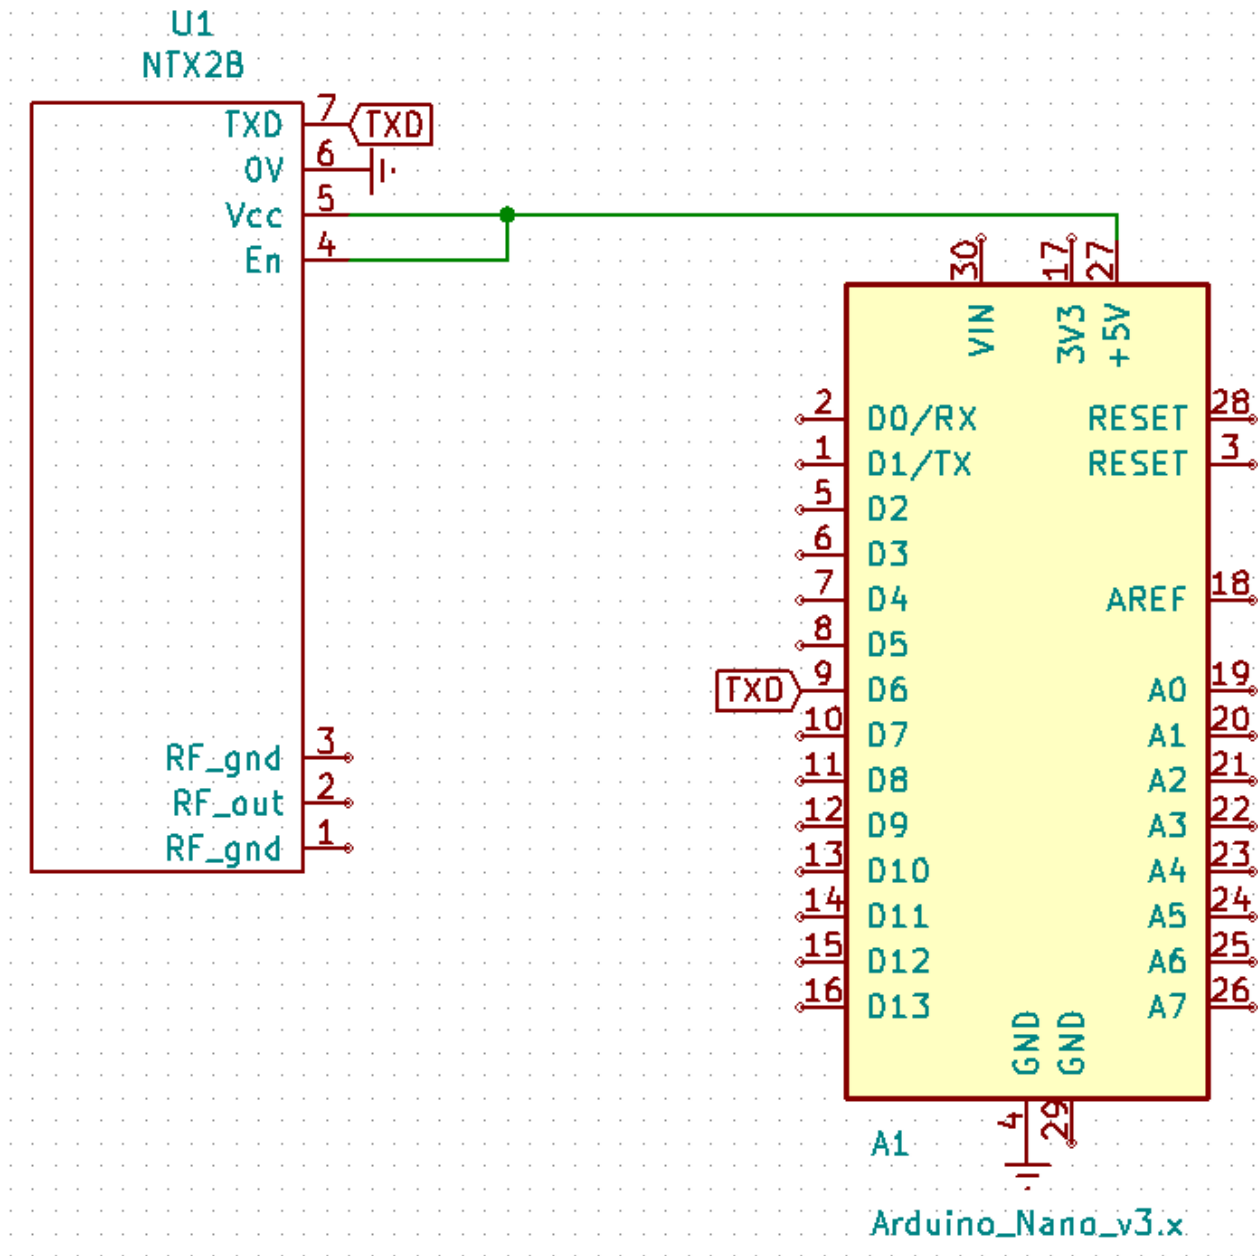 U1
NTX2B
TXD 7 TXD
0V 6
Vcc 5
En 4
RF_gnd 3
RF_out 2
RF_gnd 1
30 17 27
VIN 3V3 +5V
2 D0/RX RESET 28
1 D1/TX RESET 3
5 D2
6 D3
7 D4 AREF 18
8 D5
TXD 9 D6 A0 19
10 D7 A1 20
11 D8 A2 21
12 D9 A3 22
13 D10 A4 23
14 D11 A5 24
15 D12 A6 25
16 D13 A7 26
GND GND
4 29
A1
Arduino_Nano_v3.x